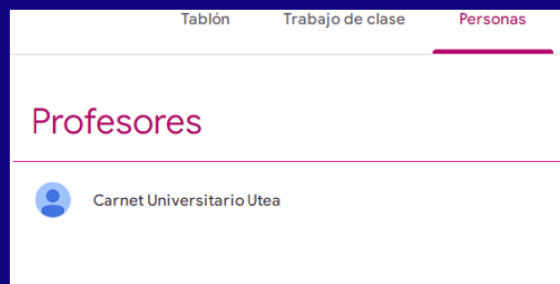 Tablón Trabajo de clase Personas
Profesores
Carnet Universitario Utea